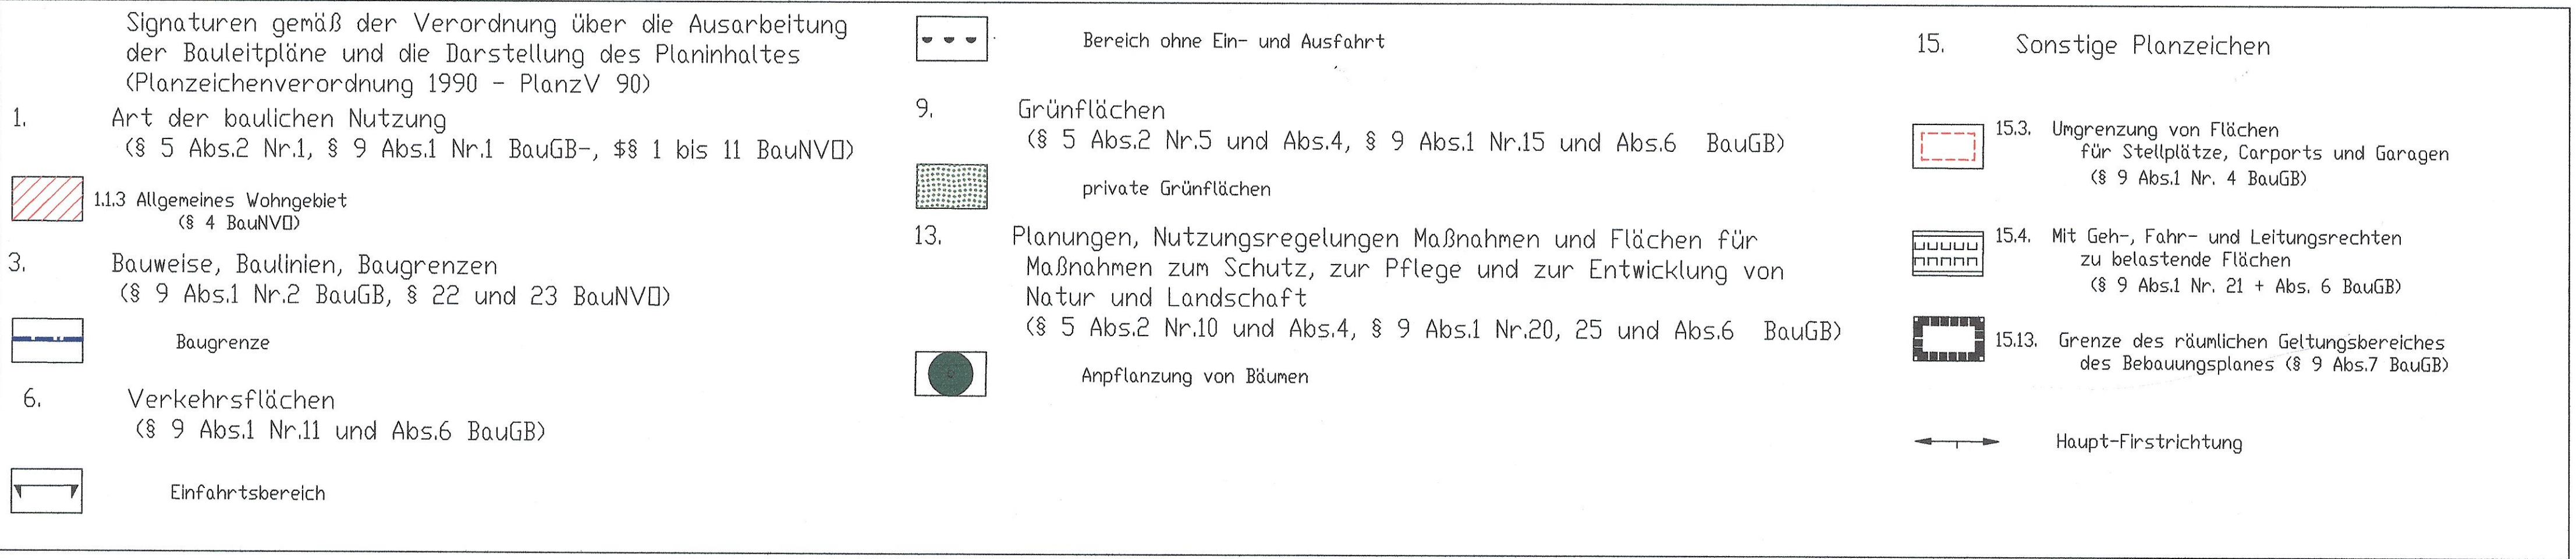 Signaturen gemäß der Verordnung über die Ausarbeitung
der Bauleitpläne und die Darstellung des Planinhaltes
(Planzeichenverordnung 1990 - PlanzV 90)
1. Art der baulichen Nutzung
(§ 5 Abs.2 Nr.1, § 9 Abs.1 Nr.1 BauGB-, $§ 1 bis 11 BauNVO)
1.1.3 Allgemeines Wohngebiet
(§ 4 BauNVO)
3. Bauweise, Baulinien, Baugrenzen
(§ 9 Abs.1 Nr.2 BauGB, § 22 und 23 BauNVO)
Baugrenze
6. Verkehrsflächen
(§ 9 Abs.1 Nr.11 und Abs.6 BauGB)
Einfahrtsbereich
Bereich ohne Ein- und Ausfahrt
9. Grünflächen
(§ 5 Abs.2 Nr.5 und Abs.4, § 9 Abs.1 Nr.15 und Abs.6 BauGB)
private Grünflächen
13. Planungen, Nutzungsregelungen Maßnahmen und Flächen für
Maßnahmen zum Schutz, zur Pflege und zur Entwicklung von
Natur und Landschaft
(§ 5 Abs.2 Nr.10 und Abs.4, § 9 Abs.1 Nr.20, 25 und Abs.6 BauGB)
Anpflanzung von Bäumen
15. Sonstige Planzeichen
15.3. Umgrenzung von Flächen
für Stellplätze, Carports und Garagen
(§ 9 Abs.1 Nr. 4 BauGB)
15.4. Mit Geh-, Fahr- und Leitungsrechten
zu belastende Flächen
(§ 9 Abs.1 Nr. 21 + Abs. 6 BauGB)
15.13. Grenze des räumlichen Geltungsbereiches
des Bebauungsplanes (§ 9 Abs.7 BauGB)
Haupt-Firstrichtung